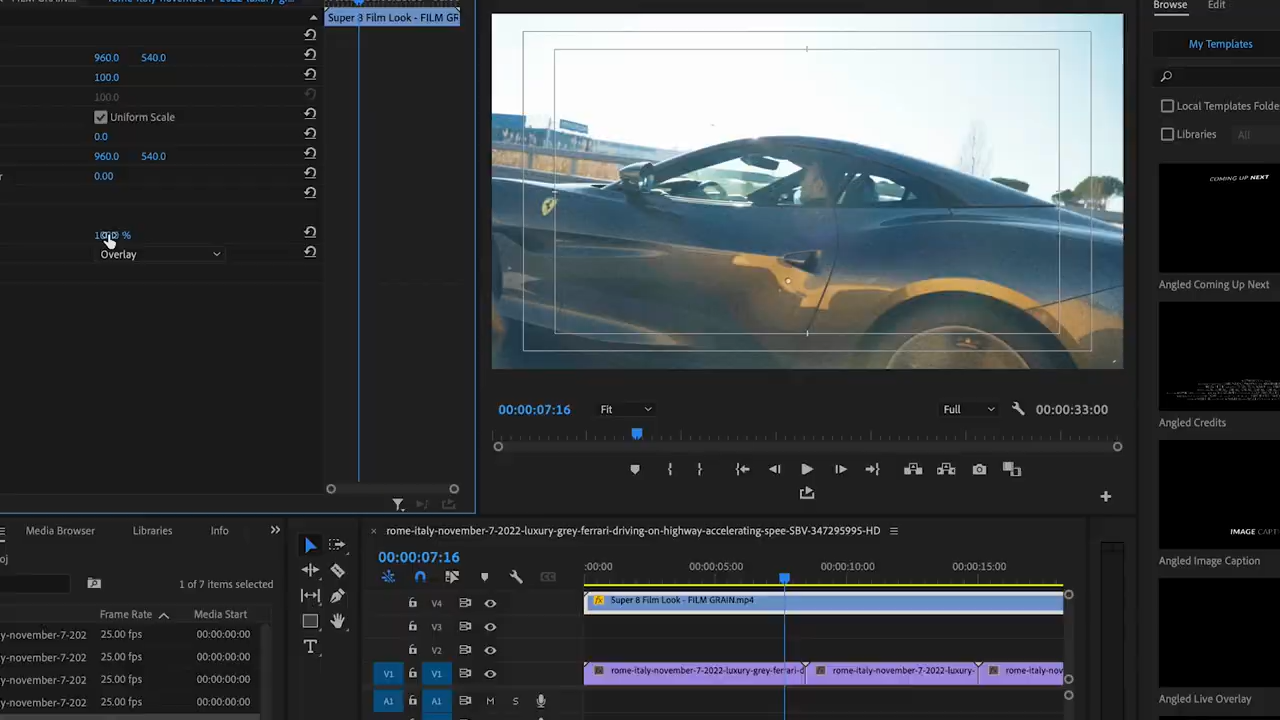 Super 8 Film Look - FILM GR
960.0 540.0
100.0
100.0
Uniform Scale
0.0
960.0 540.0
0.00
%
Overlay
00:00:07:16 Fit Full 00:00:33:00
Browse Edit
My Templates
Local Templates Folde
Libraries All
COMING UP NEXT
Angled Coming Up Next
Angled Credits
IMAGE CAPT
Angled Image Caption
Angled Live Overlay
Media Browser Libraries Info
oj
1 of 7 items selected
Frame Rate Media Start
y-november-7-202 25.00 fps 00:00:00:00
y-november-7-202 25.00 fps 00:00:00:00
y-november-7-202 25.00 fps 00:00:00:00
y-november-7-202 25.00 fps 00:00:00:00
rome-italy-november-7-2022-luxury-grey-ferrari-driving-on-highway-accelerating-spee-SBV-347295995-HD
00:00:07:16
:00:00 00:00:05:00 00:00:10:00 00:00:15:00
V4 Super 8 Film Look - FILM GRAIN.mp4
V3
V2
V1 V1 rome-italy-november-7-2022-luxury-grey-ferrari-d rome-italy-november-7-2022-luxury- rome-italy-nov
A1 A1 M S